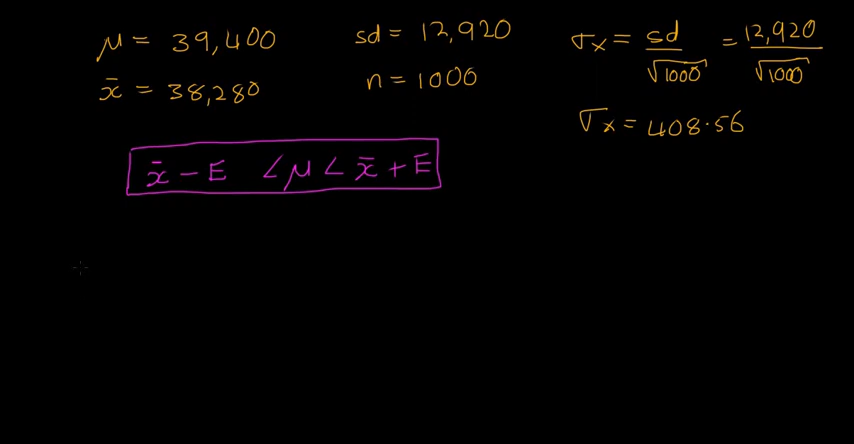 μ = 39,400 sd = 12,920 σx = sd/√1000 = 12,920/√1000
x̄ = 38,280 n = 1000
σx = 408.56
x̄ - E < μ < x̄ + E